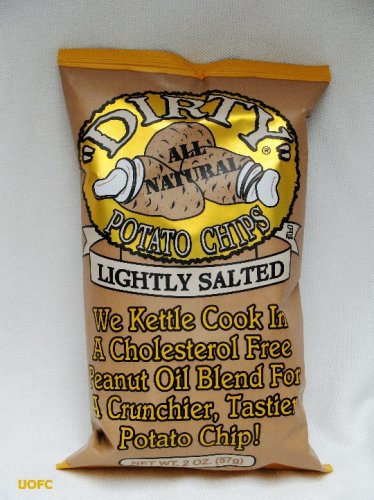 "DIRTY"®
ALL
NATURAL
POTATO CHIPS
LIGHTLY SALTED
We Kettle Cook In
A Cholesterol Free
Peanut Oil Blend For
A Crunchier, Tastier
Potato Chip!
NET WT. 2 OZ. (57g)
UOFC